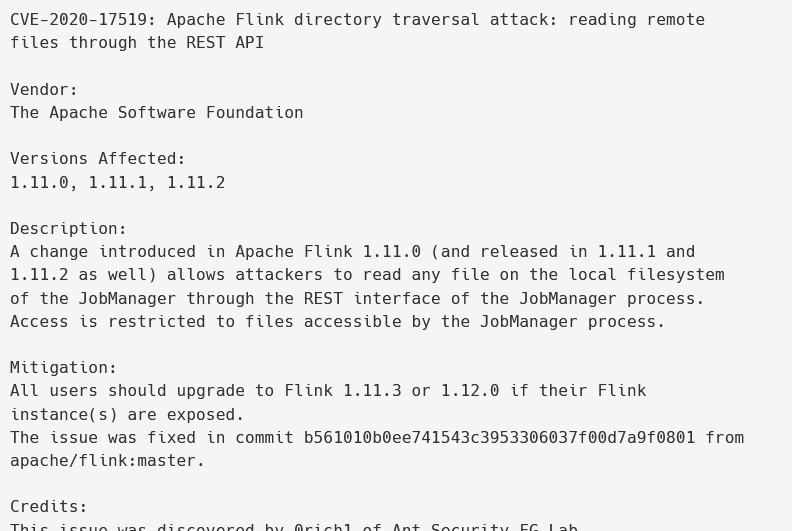 CVE-2020-17519: Apache Flink directory traversal attack: reading remote
files through the REST API
Vendor:
The Apache Software Foundation
Versions Affected:
1.11.0, 1.11.1, 1.11.2
Description:
A change introduced in Apache Flink 1.11.0 (and released in 1.11.1 and
1.11.2 as well) allows attackers to read any file on the local filesystem
of the JobManager through the REST interface of the JobManager process.
Access is restricted to files accessible by the JobManager process.
Mitigation:
All users should upgrade to Flink 1.11.3 or 1.12.0 if their Flink
instance(s) are exposed.
The issue was fixed in commit b561010b0ee741543c3953306037f00d7a9f0801 from
apache/flink:master.
Credits:
This issue was discovered by 0rich1 of Ant Security FG Lab